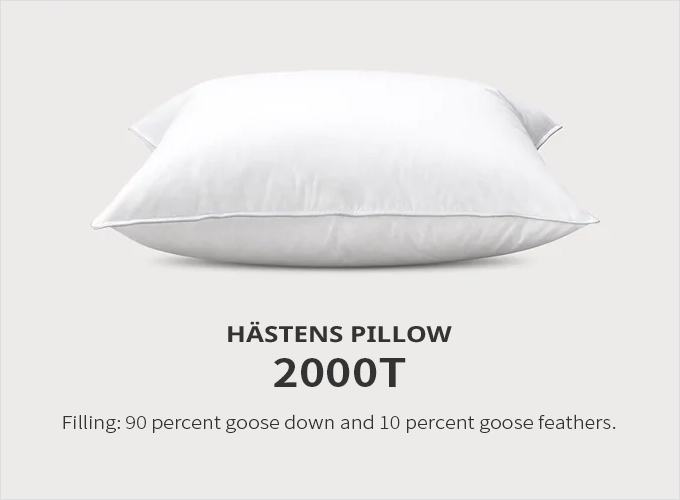 HÄSTENS PILLOW
2000T
Filling: 90 percent goose down and 10 percent goose feathers.